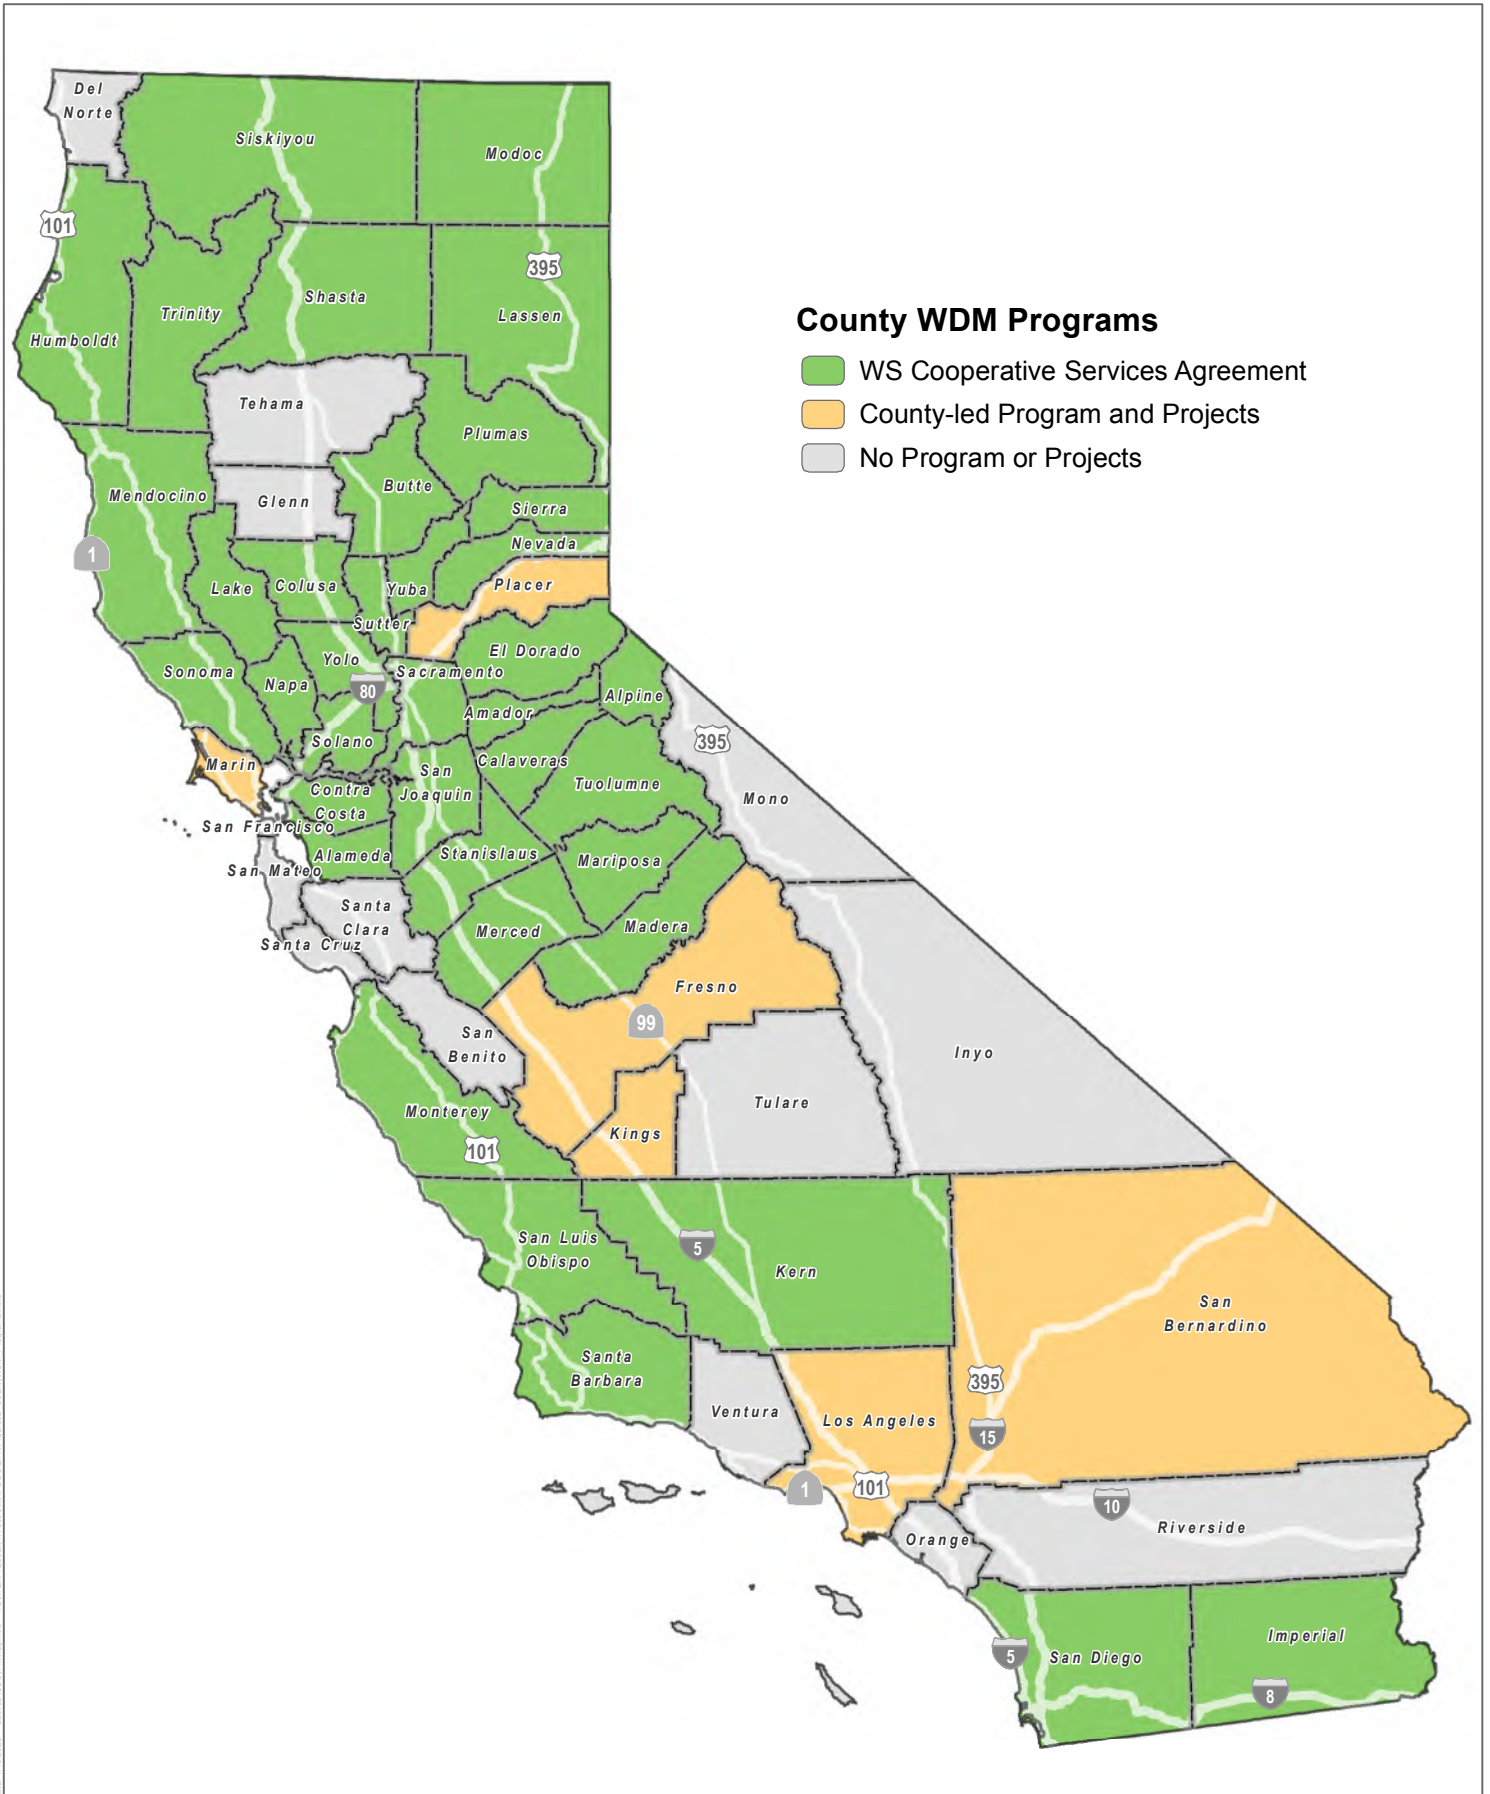 Del
Norte
Siskiyou
Modoc
101
395
Shasta
Trinity
Lassen
Humboldt
Tehama
Plumas
Butte
Mendocino
Glenn
Sierra
Nevada
1
Placer
Lake
Colusa
Yuba
Sutter
El Dorado
Yolo
Sonoma
Sacramento
Napa
80
Alpine
Amador
Solano
395
Marin
Calaveras
San
Joaquin
Tuolumne
Contra
Costa
Mono
San Francisco
Alameda
Stanislaus
Mariposa
San Mateo
Santa
Clara
Merced
Madera
Santa Cruz
Fresno
99
San
Benito
Inyo
Tulare
Monterey
Kings
101
San Luis
Obispo
5
Kern
San
Bernardino
Santa
Barbara
395
Ventura
Los Angeles
15
1
101
10
Riverside
Orange
Imperial
5
San Diego
8
County WDM Programs
WS Cooperative Services Agreement
County-led Program and Projects
No Program or Projects